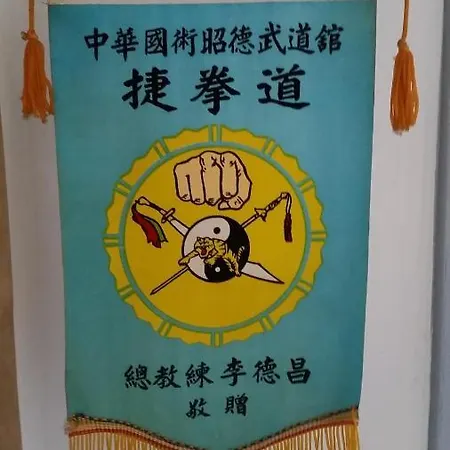 中華國術昭德武道舘
捷拳道
總教練李德昌
敬贈